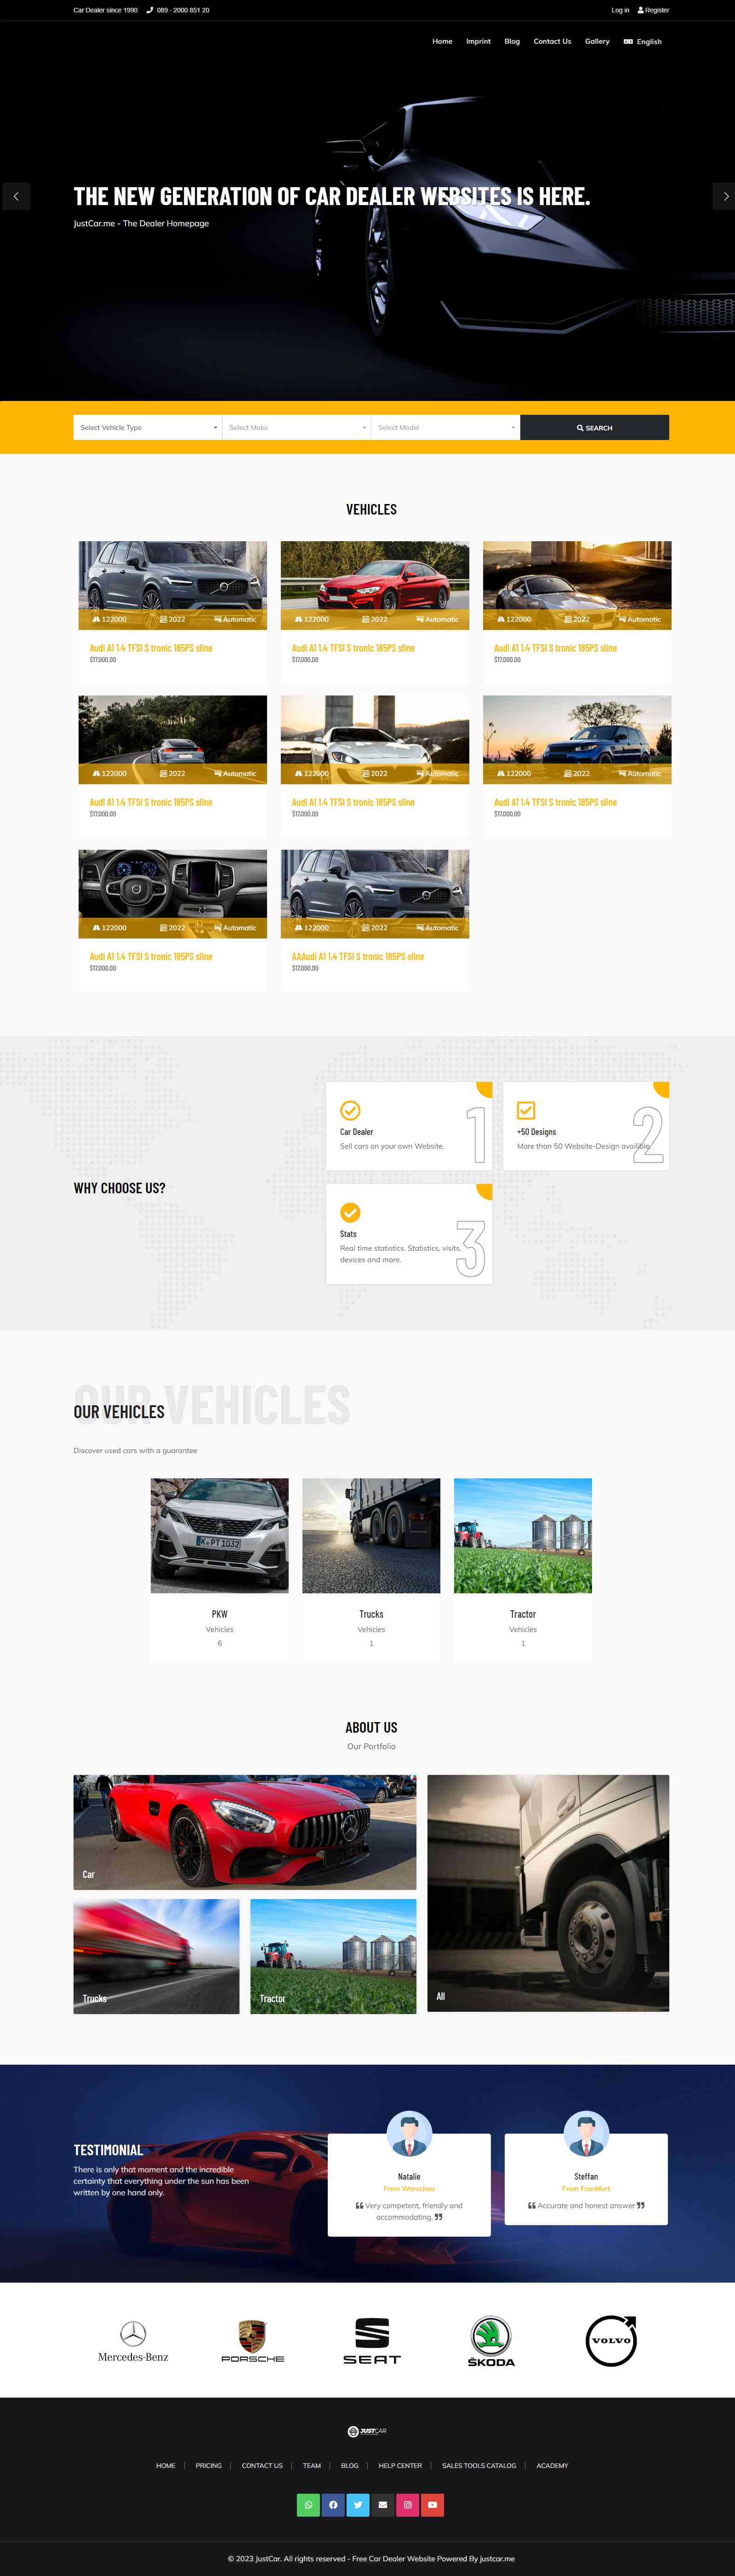 Car Dealer since 1990 089 - 2000 851 20 Log in Register
Home Imprint Blog Contact Us Gallery English
THE NEW GENERATION OF CAR DEALER WEBSITES IS HERE.
JustCar.me - The Dealer Homepage
Select Vehicle Type Select Make Select Model SEARCH
VEHICLES
122000 2022 Automatic 122000 2022 Automatic 122000 2022 Automatic
Audi A1 1.4 TFSI S tronic 185PS sline Audi A1 1.4 TFSI S tronic 185PS sline Audi A1 1.4 TFSI S tronic 185PS sline
$17,000.00 $17,000.00 $17,000.00
122000 2022 Automatic 122000 2022 Automatic 122000 2022 Automatic
Audi A1 1.4 TFSI S tronic 185PS sline Audi A1 1.4 TFSI S tronic 185PS sline Audi A1 1.4 TFSI S tronic 185PS sline
$17,000.00 $17,000.00 $17,000.00
122000 2022 Automatic 122000 2022 Automatic
Audi A1 1.4 TFSI S tronic 185PS sline AAAudi A1 1.4 TFSI S tronic 185PS sline
$17,000.00 $17,000.00
WHY CHOOSE US?
1
Car Dealer
Sell cars on your own Website.
2
+50 Designs
More than 50 Website-Design availible.
3
Stats
Real time statistics. Statistics, visits,
devices and more.
OUR VEHICLES
OUR VEHICLES
Discover used cars with a guarantee
K PT 1032
PKW Trucks Tractor
Vehicles Vehicles Vehicles
6 1 1
ABOUT US
Our Portfolio
Car
Trucks
Tractor
All
TESTIMONIAL
There is only that moment and the incredible
certainty that everything under the sun has been
written by one hand only.
Natalie
From Warschau
❝ Very competent, friendly and
accommodating. ❞
Steffan
From Frankfurt
❝ Accurate and honest answer ❞
Mercedes-Benz PORSCHE SEAT ŠKODA VOLVO
JUSTCAR
HOME | PRICING | CONTACT US | TEAM | BLOG | HELP CENTER | SALES TOOLS CATALOG | ACADEMY
© 2023 JustCar. All rights reserved - Free Car Dealer Website Powered By justcar.me